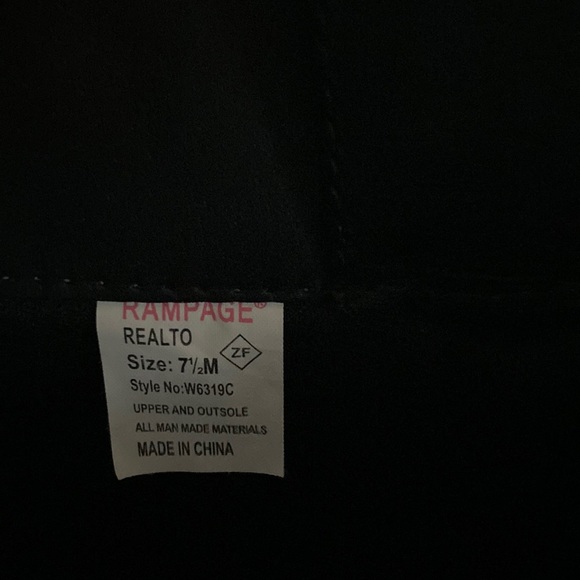 RAMPAGE®
REALTO
ZF
Size: 7½M
Style No:W6319C
UPPER AND OUTSOLE
ALL MAN MADE MATERIALS
MADE IN CHINA